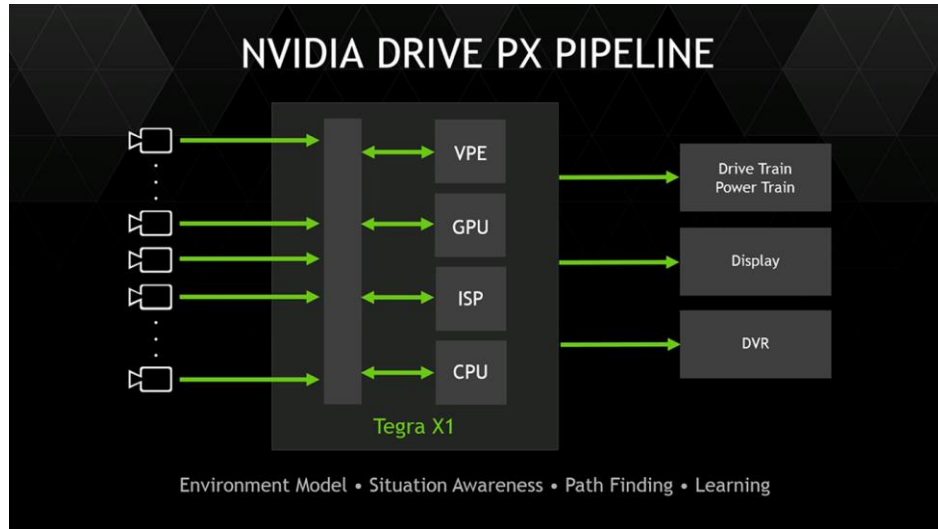 NVIDIA DRIVE PX PIPELINE
VPE
GPU
ISP
CPU
Tegra X1
Drive Train
Power Train
Display
DVR
Environment Model • Situation Awareness • Path Finding • Learning